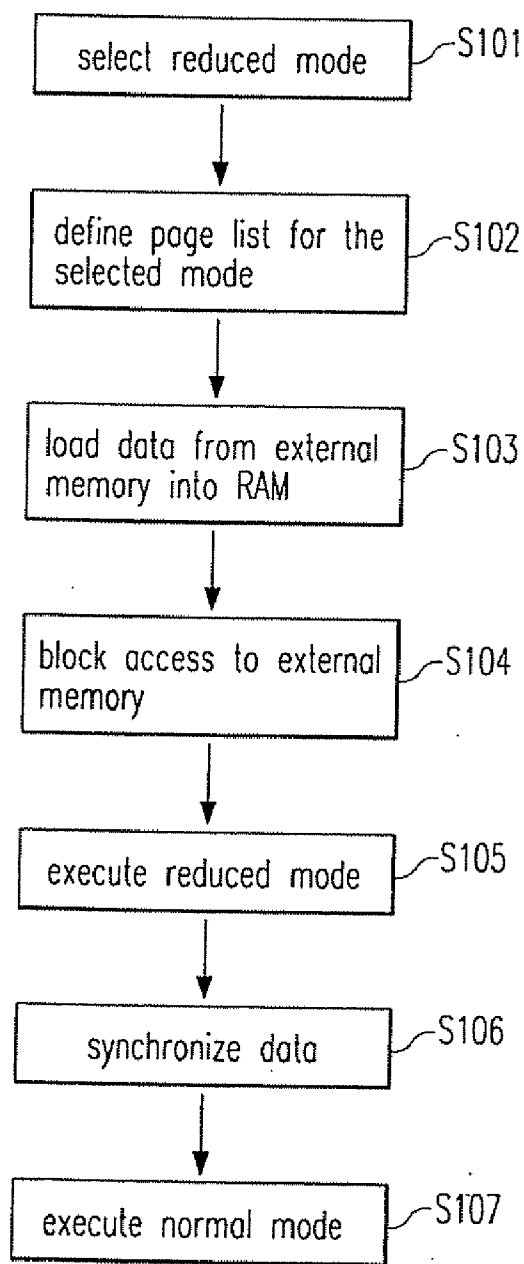 select reduced mode
S101
define page list for the
selected mode
S102
load data from external
memory into RAM
S103
block access to external
memory
S104
execute reduced mode
S105
synchronize data
S106
execute normal mode
S107